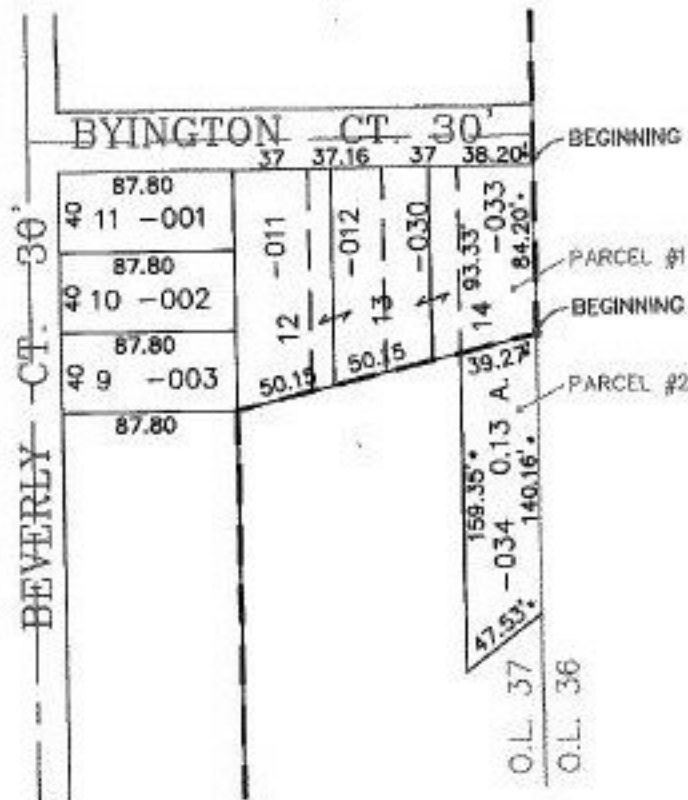 BYINGTON CT. 30'
BEGINNING
37 37.16 37 38.20'
87.80
40 11 -001
87.80
40 10 -002
87.80
40 9 -003
87.80
BEVERLY CT. 30'
-011
12
-012
13
-030
93.33'
14
-033
84.20'
PARCEL #1
BEGINNING
50.15 50.15 39.27'
PARCEL #2
159.35'
-034 0.13 A.
140.16'
47.53'
O.L. 37
O.L. 36